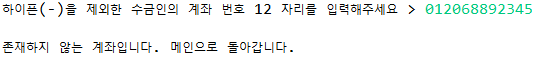 하이픈(-)을 제외한 수금인의 계좌 번호 12 자리를 입력해주세요 > 012068892345
존재하지 않는 계좌입니다. 메인으로 돌아갑니다.